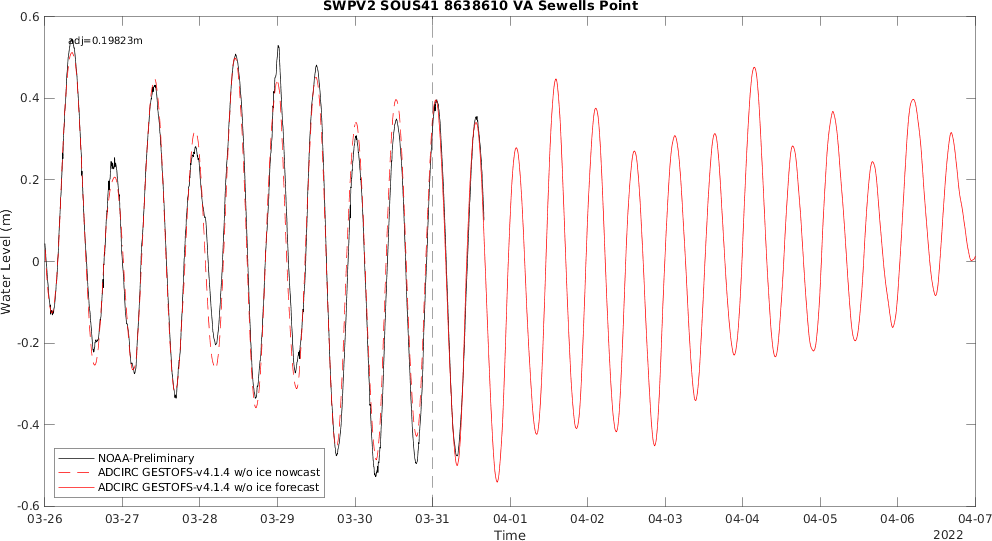 SWPV2 SOUS41 8638610 VA Sewells Point
adj=0.19823m
0.6
0.4
0.2
0
-0.2
-0.4
-0.6
Water Level (m)
NOAA-Preliminary
ADCIRC GESTOFS-v4.1.4 w/o ice nowcast
ADCIRC GESTOFS-v4.1.4 w/o ice forecast
03-26 03-27 03-28 03-29 03-30 03-31 04-01 04-02 04-03 04-04 04-05 04-06 04-07
Time
2022